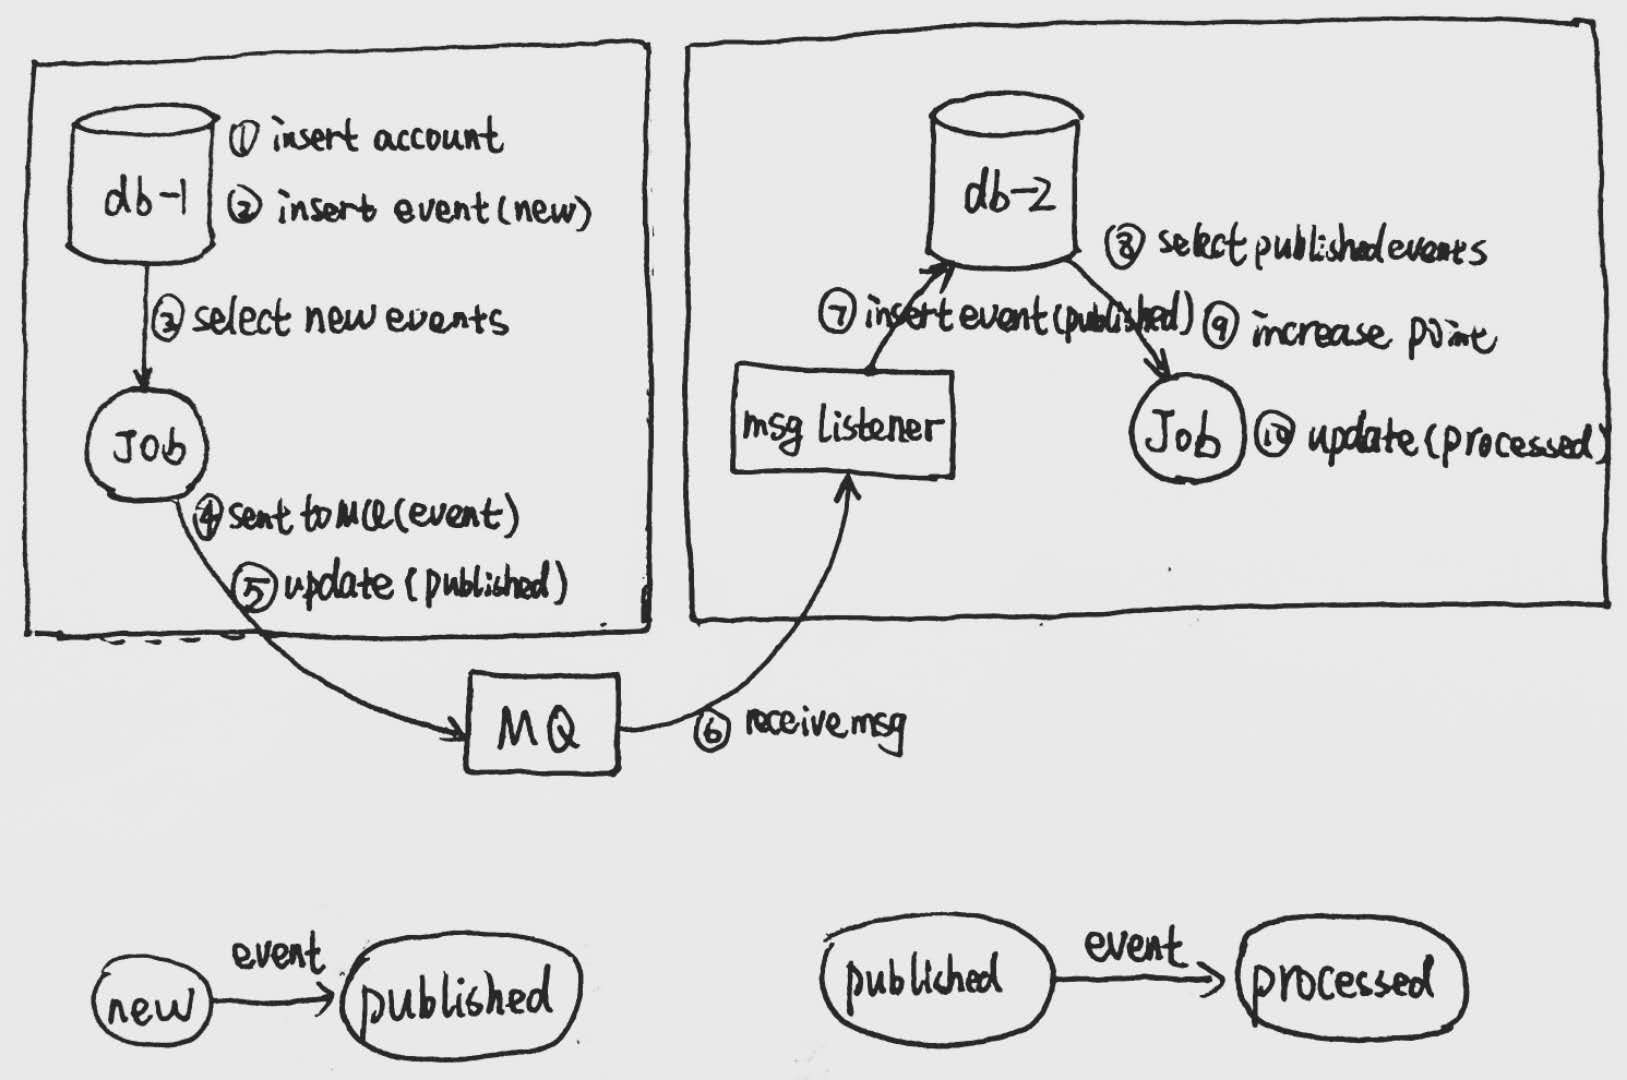 db-1
① insert account
② insert event(new)
③ select new events
Job
④ sent to MQ(event)
⑤ update(published)
MQ
⑥ receive msg
msg listener
⑦ insert event(published)
db-2
⑧ select published events
⑨ increase point
Job
⑩ update(processed)
new
event
published
published
event
processed